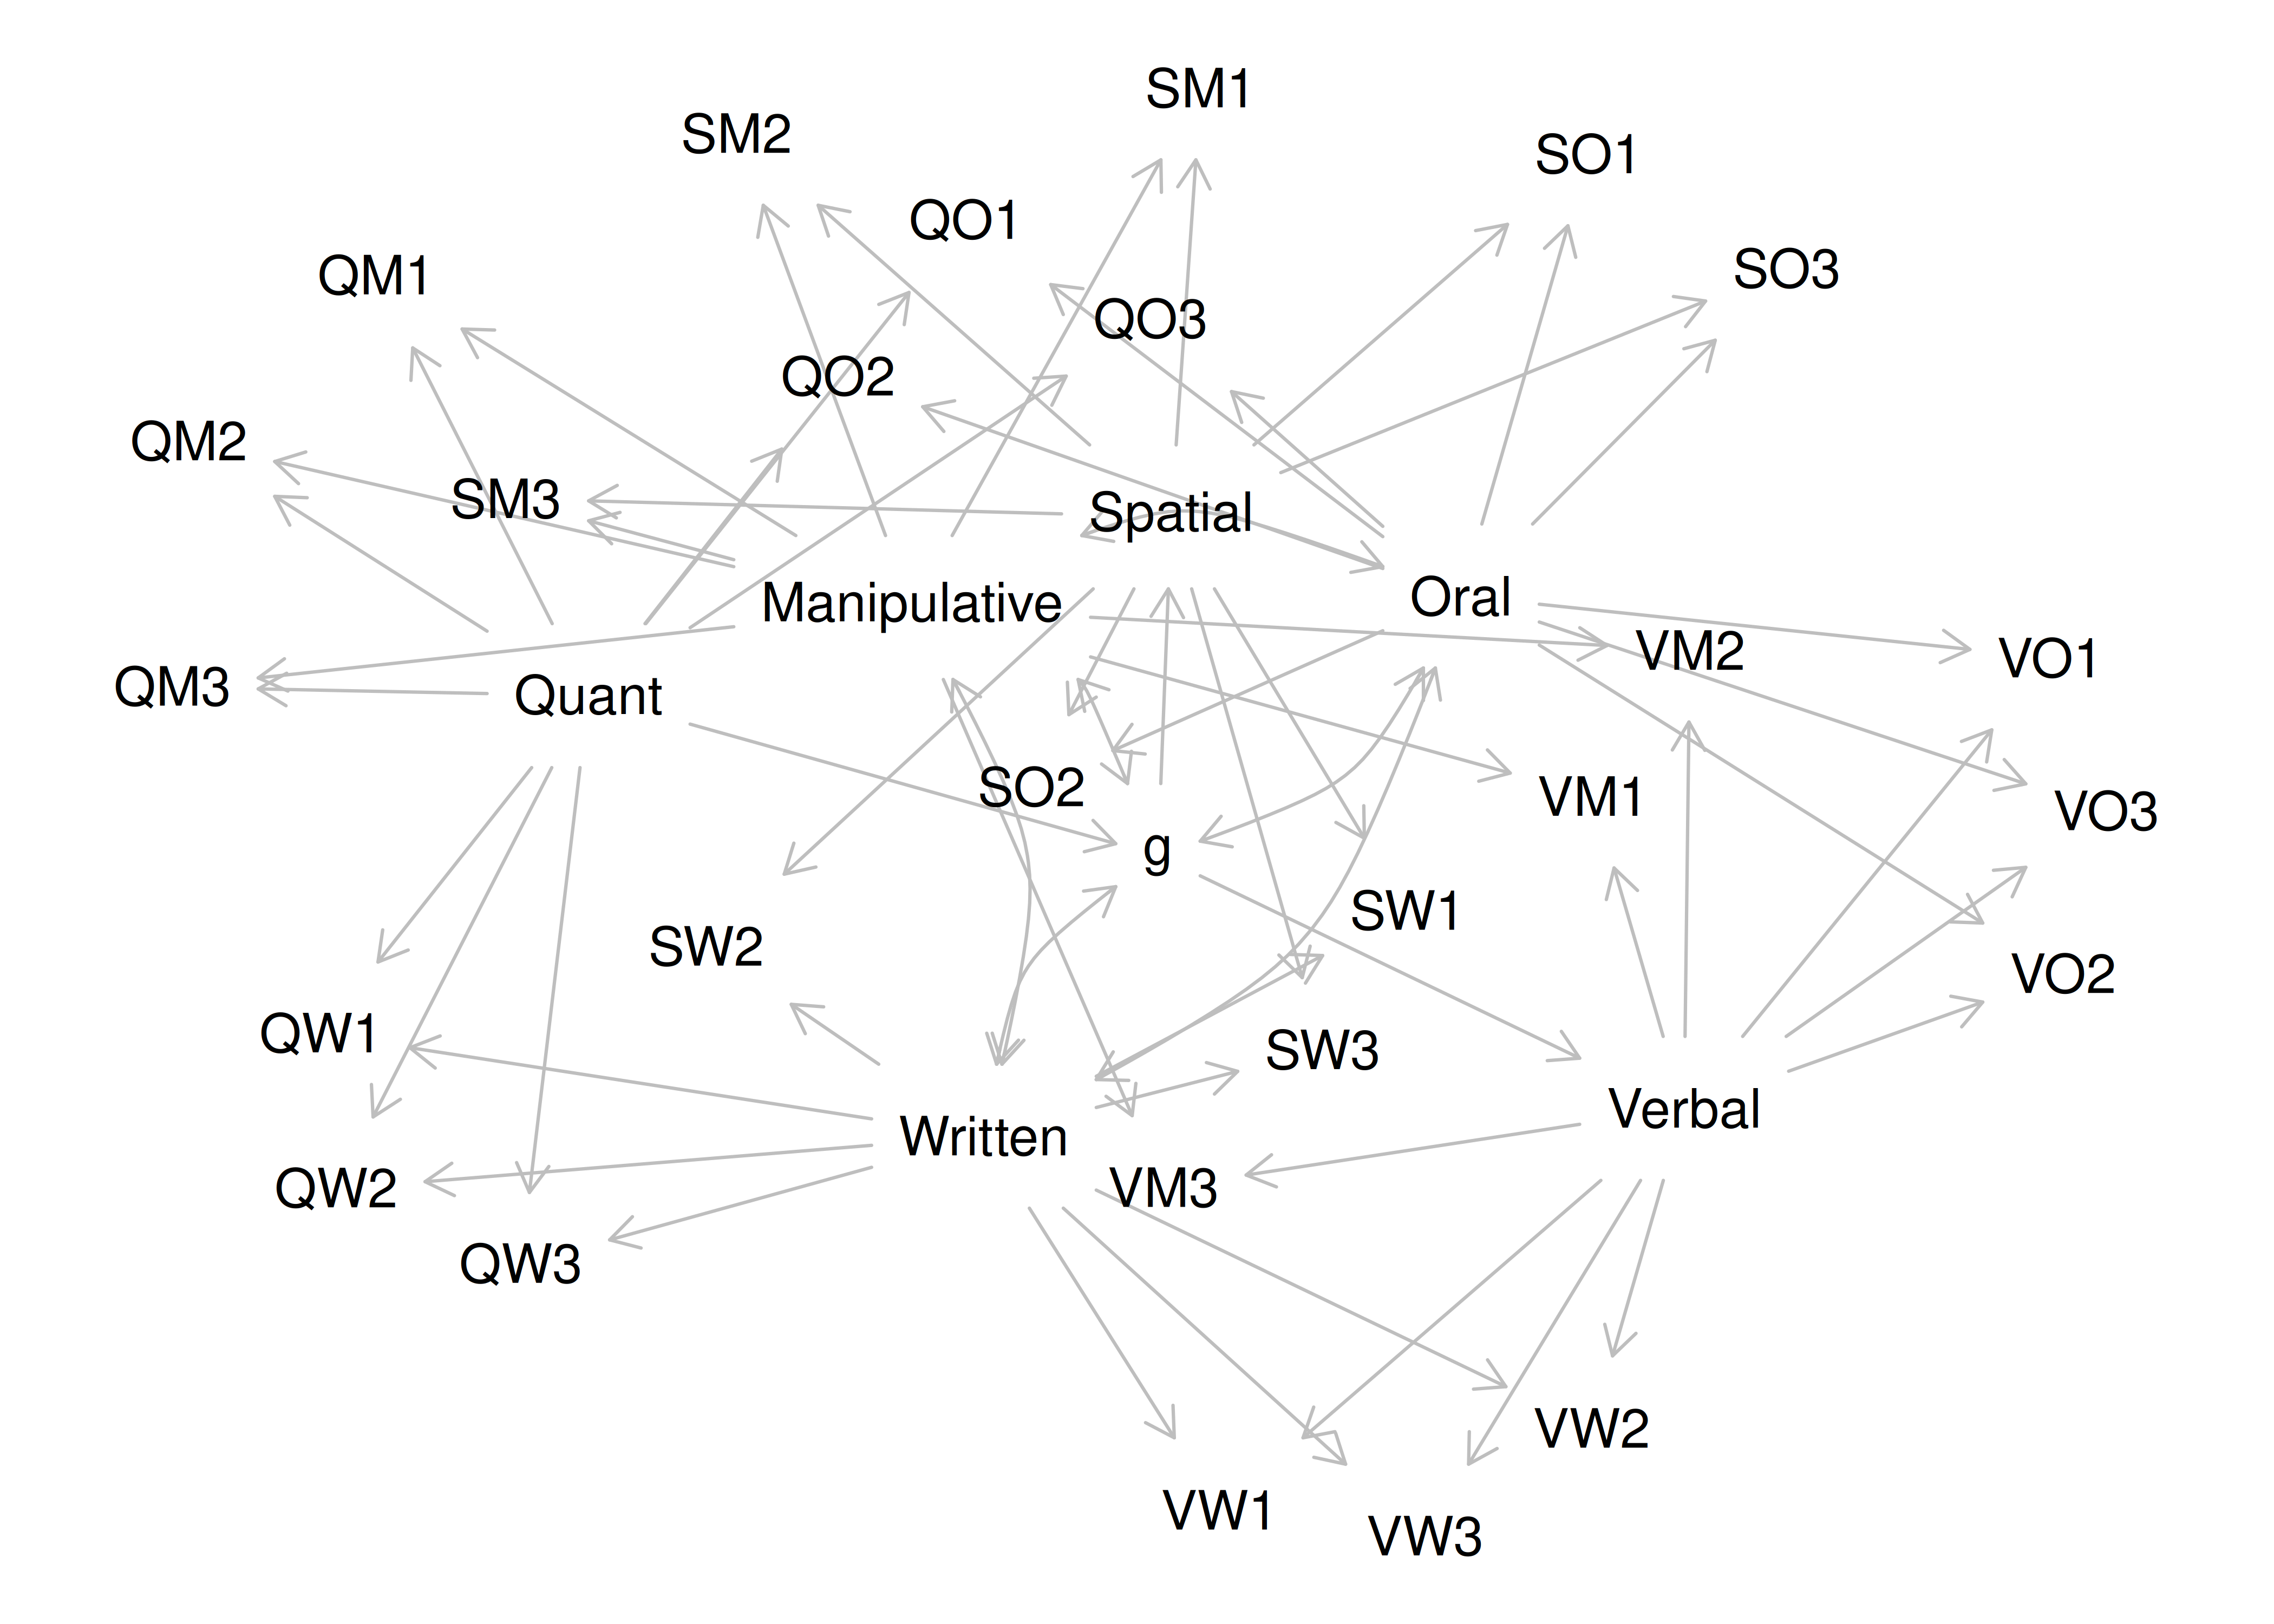 SM1
SM2
SO1
QO1
SO3
QM1
QO3
QO2
QM2
SM3
Spatial
Manipulative
Oral
VM2
VO1
QM3
Quant
SO2
VM1
VO3
g
SW1
SW2
VO2
QW1
SW3
Verbal
Written
QW2
VM3
QW3
VW2
VW1
VW3